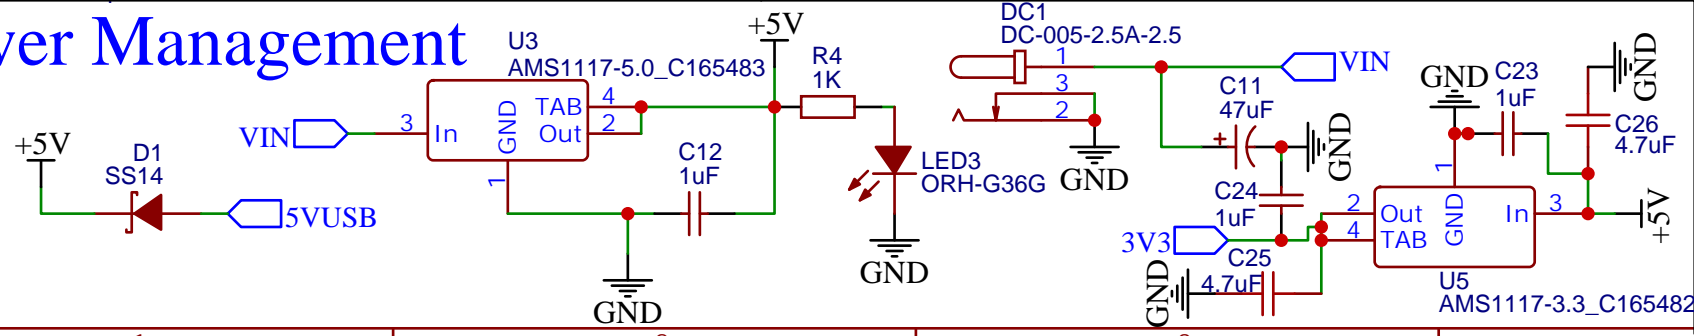 ver Management
+5V
D1
SS14
5VUSB
VIN
U3
AMS1117-5.0_C165483
3
In
GND
TAB
Out
4
2
1
C12
1uF
GND
+5V
R4
1K
LED3
ORH-G36G
GND
DC1
DC-005-2.5A-2.5
1
3
2
GND
VIN
C11
47uF
GND
C24
1uF
3V3
C25
4.7uF
GND
GND
C23
1uF
GND
C26
4.7uF
1
2
Out
4
TAB
GND
In
3
+5V
U5
AMS1117-3.3_C165482